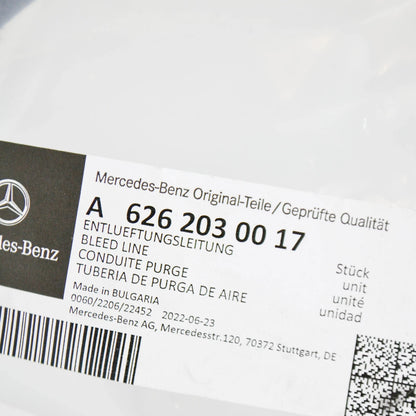 Mercedes-Benz Original-Teile/Geprüfte Qualität
A 626 203 00 17
ENTLUEFTUNGSLEITUNG
BLEED LINE
CONDUITE PURGE
TUBERIA DE PURGA DE AIRE
Stück
unit
unité
unidad
des-Benz
Made in BULGARIA
0060/2206/22452 2022-06-23
Mercedes-Benz AG, Mercedesstr.120, 70372 Stuttgart, DE